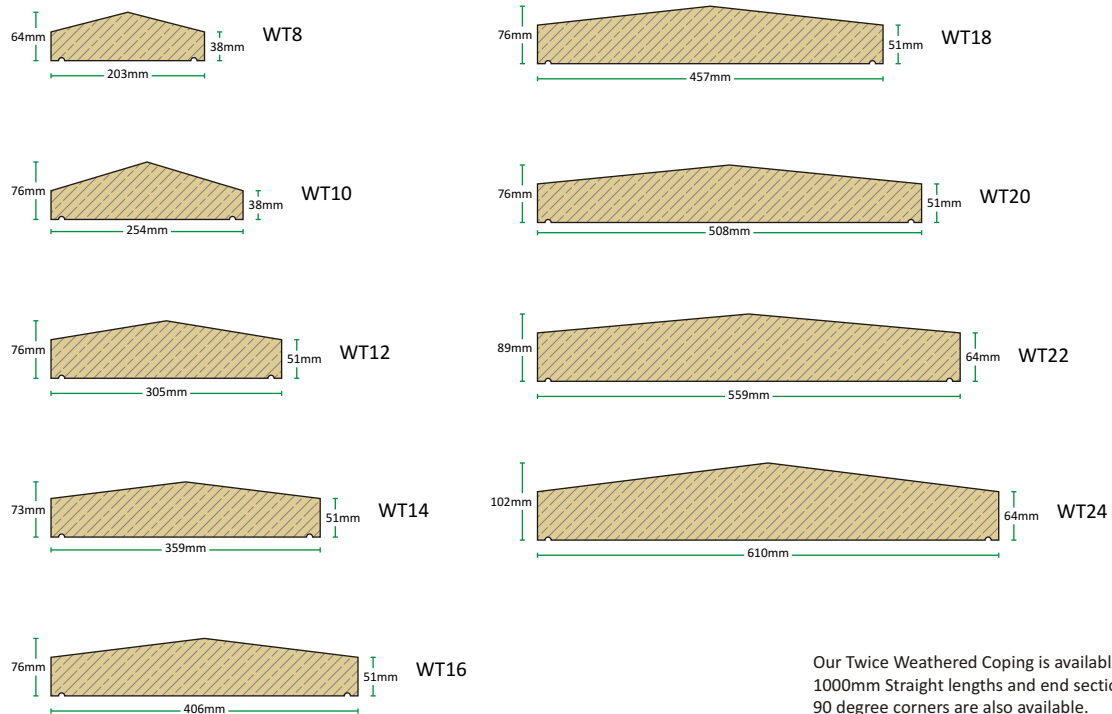 64mm
38mm
203mm
WT8
76mm
38mm
254mm
WT10
76mm
51mm
305mm
WT12
73mm
51mm
359mm
WT14
76mm
51mm
406mm
WT16
76mm
51mm
457mm
WT18
76mm
51mm
508mm
WT20
89mm
64mm
559mm
WT22
102mm
64mm
610mm
WT24
Our Twice Weathered Coping is
1000mm Straight lengths and end
90 degree corners are also available.